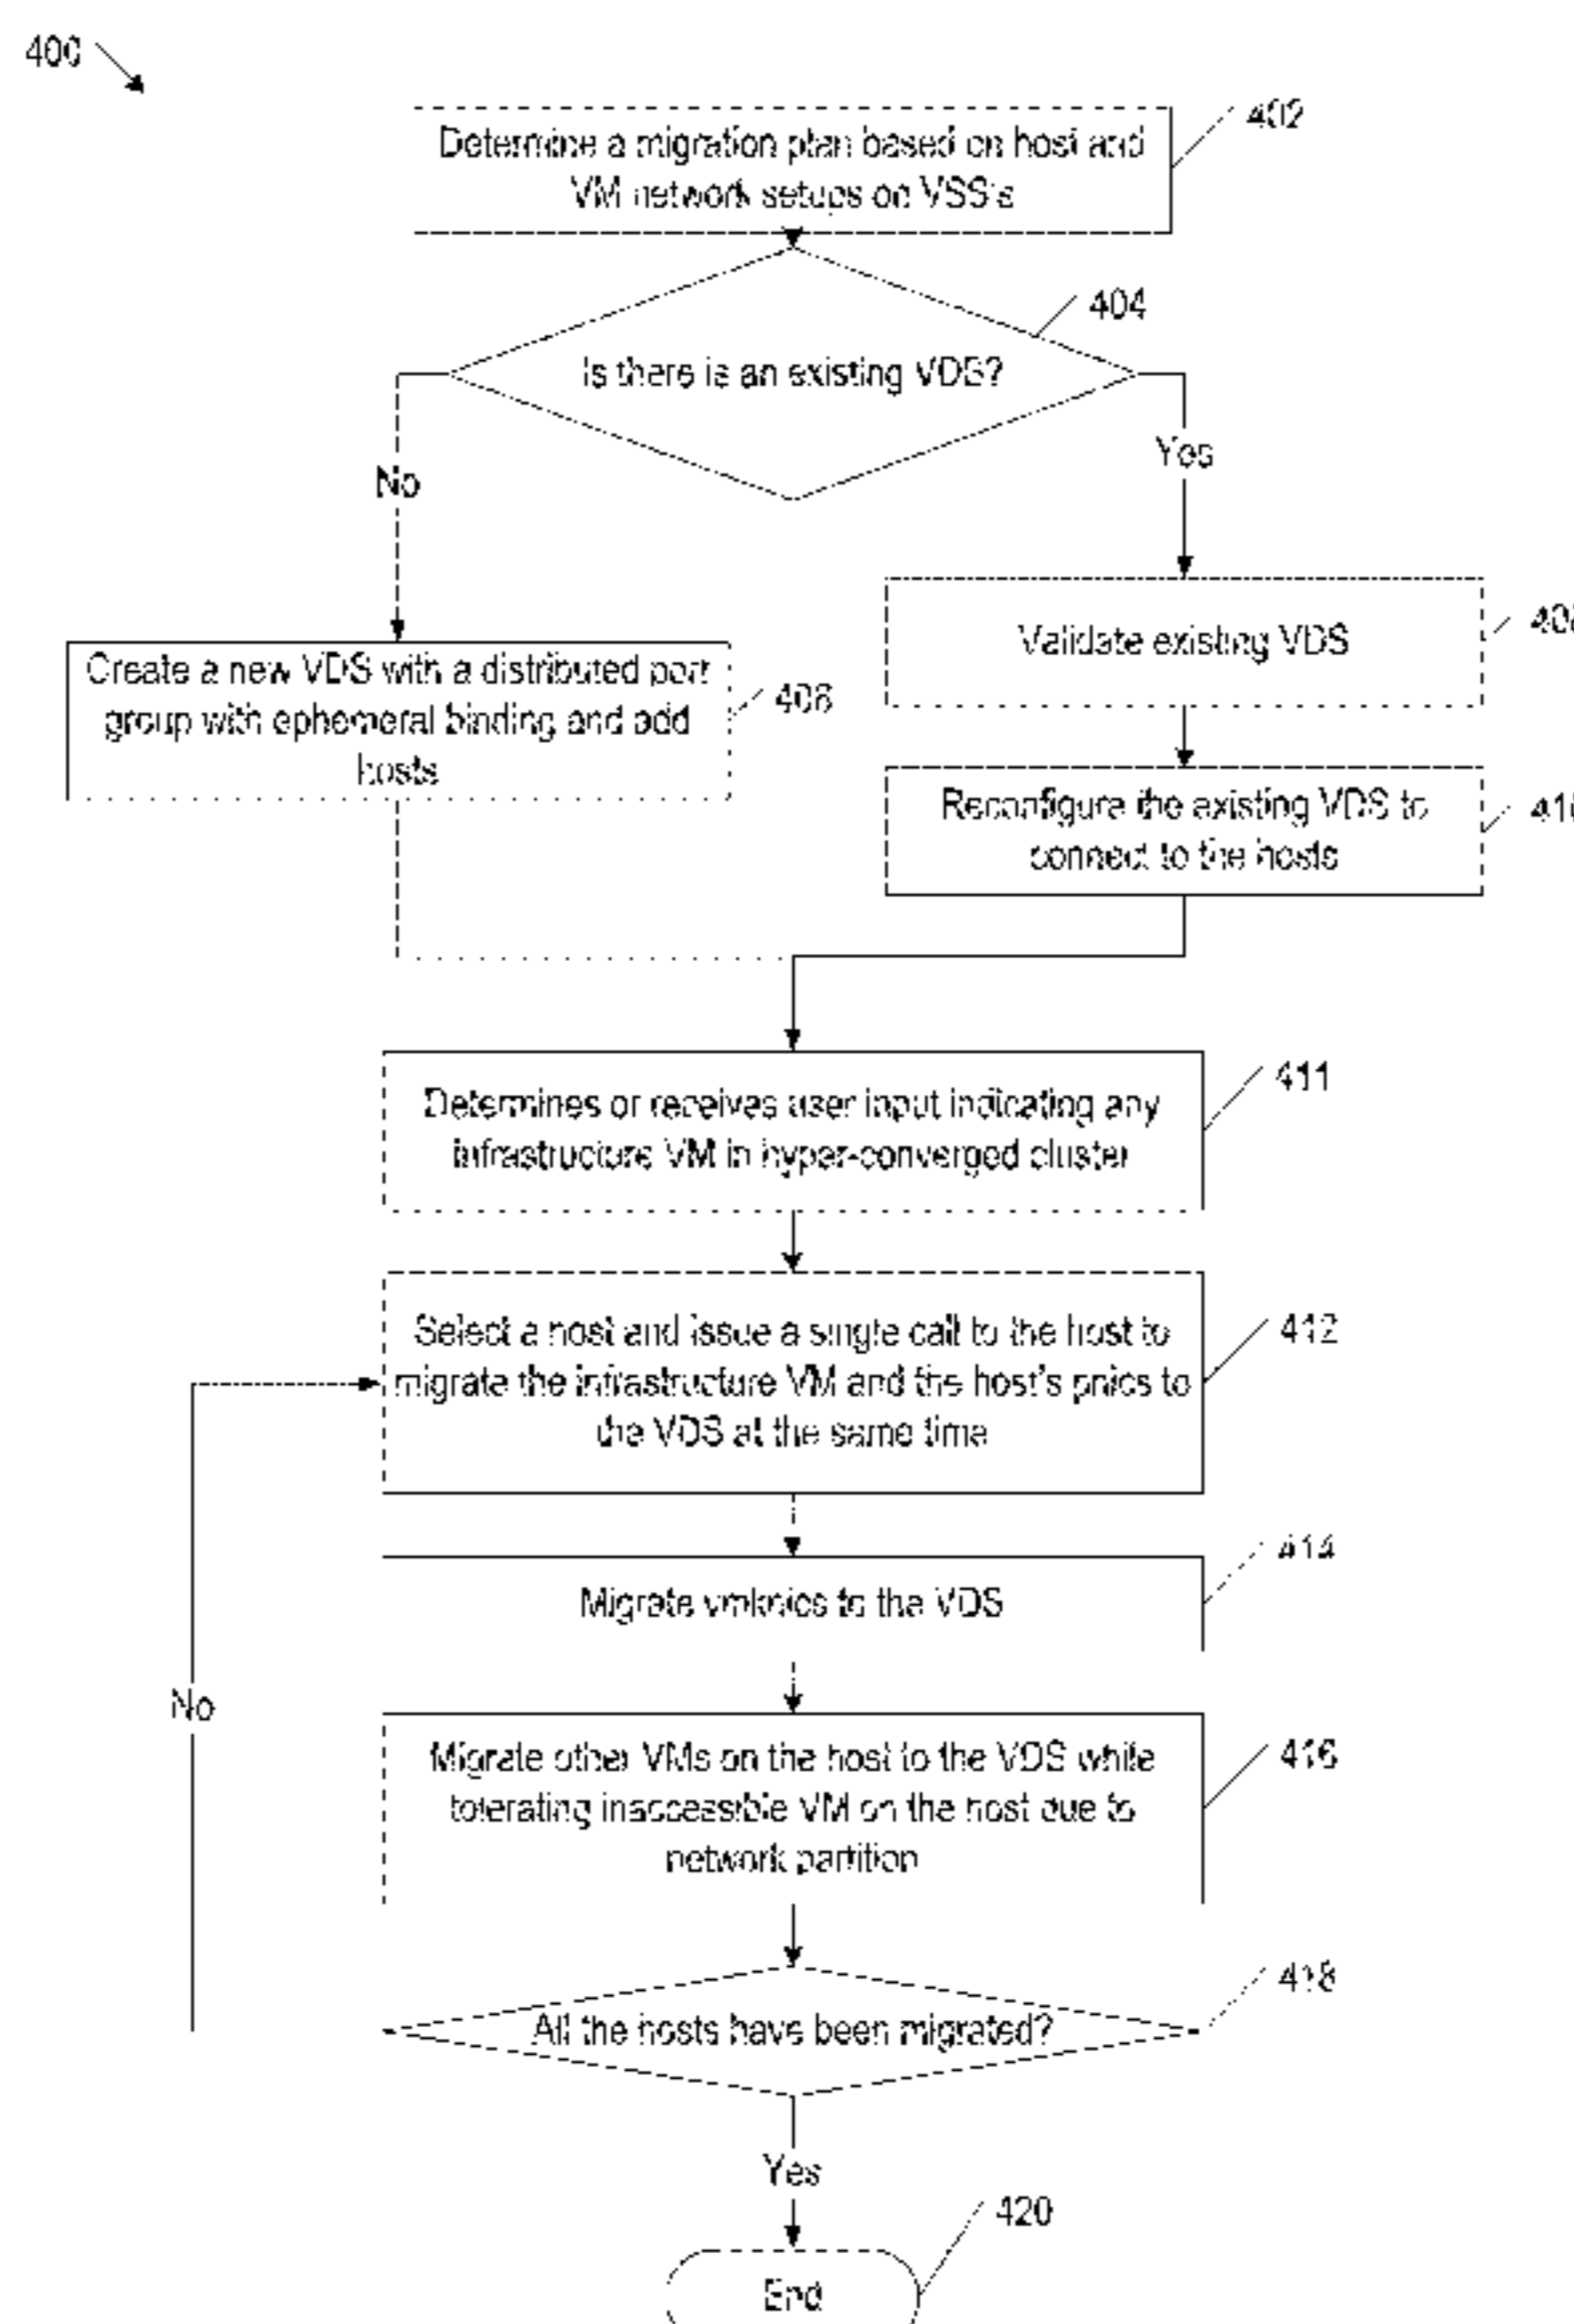 400
402
Determine a migration plan based on host and
VM network setups on VSS's
404
Is there is an existing VDS?
No
Yes
Create a new VDS with a distributed port
group with ephemeral binding and add
hosts
406
Validate existing VDS
Reconfigure the existing VDS to
connect to the hosts
411
Determines or receives user input indicating any
infrastructure VM in hyper-converged cluster
412
Select a host and issue a single call to the host to
migrate the infrastructure VM and the host's pnics to
the VDS at the same time
414
Migrate vmknics to the VDS
No
416
Migrate other VMs on the host to the VDS while
tolerating inaccessible VM on the host due to
network partition
418
All the hosts have been migrated?
Yes
420
End